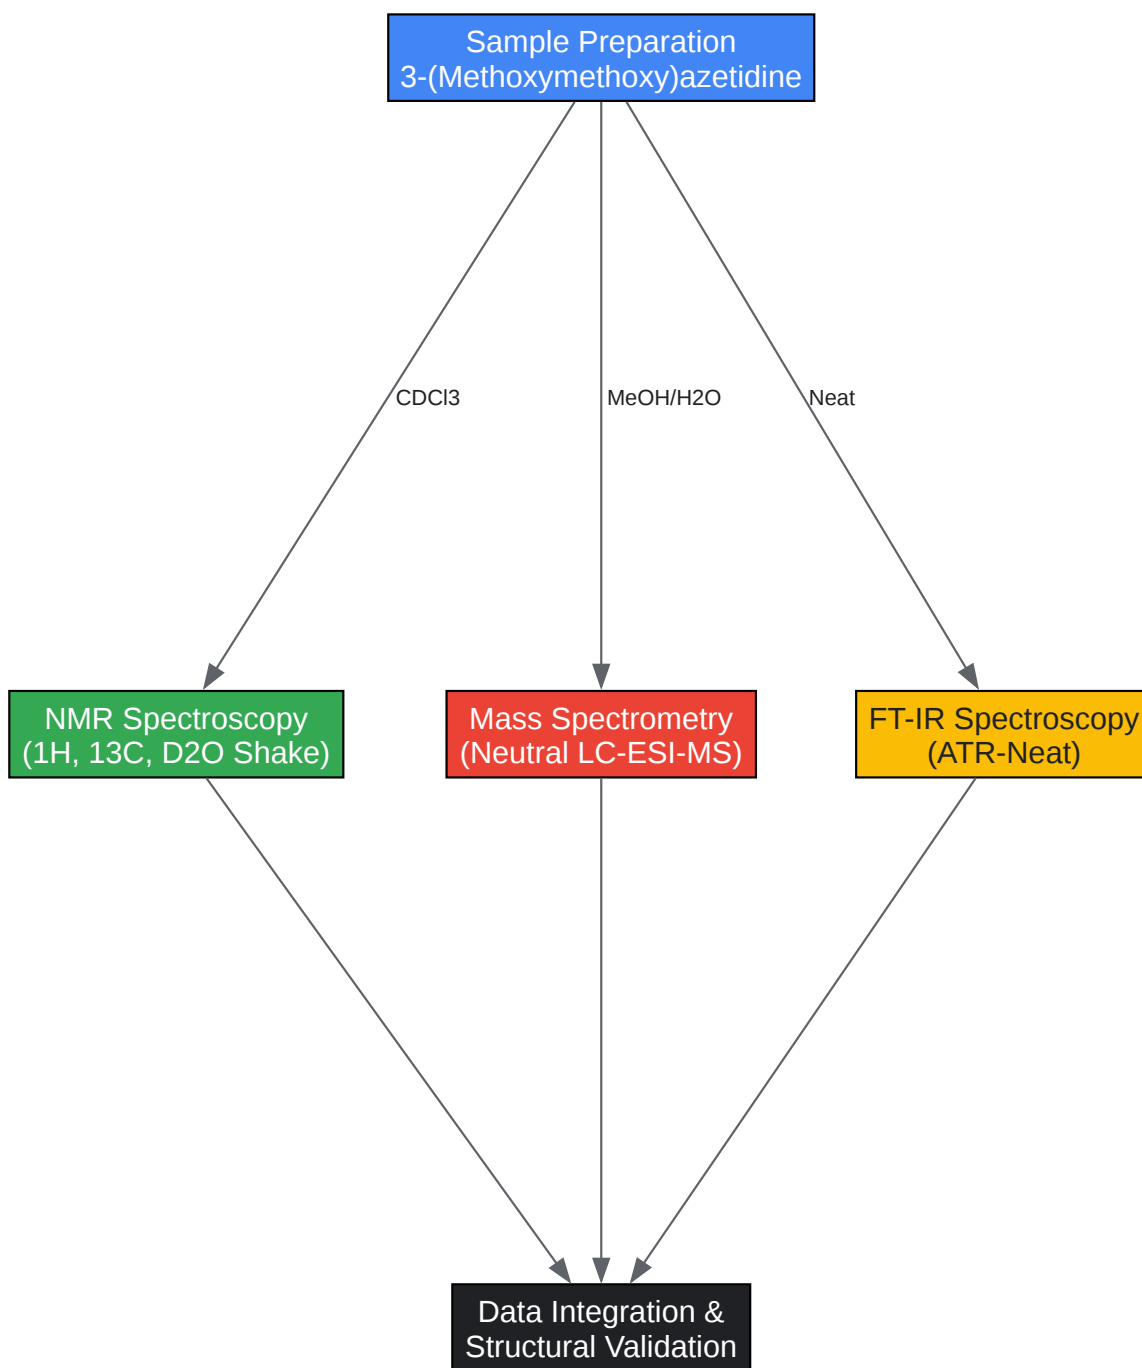 Sample Preparation
3-(Methoxymethoxy)azetidine
CDCl3
MeOH/H2O
Neat
NMR Spectroscopy
(1H, 13C, D2O Shake)
Mass Spectrometry
(Neutral LC-ESI-MS)
FT-IR Spectroscopy
(ATR-Neat)
Data Integration &
Structural Validation